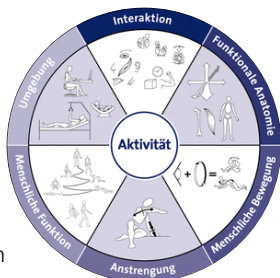 Interaktion
Funktionale Anatomie
Menschliche Bewegung
Anstrengung
Menschliche Funktion
Umgebung
Aktivität
+ =
n